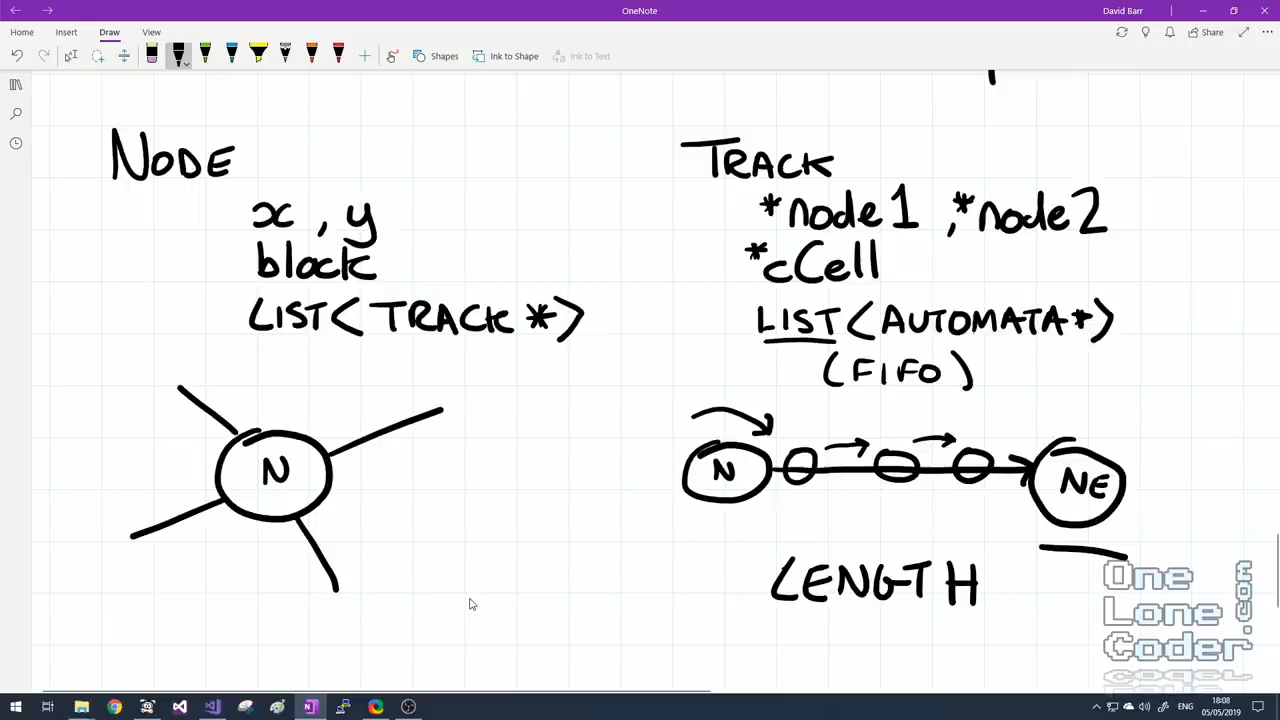 OneNote
David Barr
Home Insert Draw View
Share
Shapes
Ink to Shape
Ink to Text
NODE
x , y
block
LIST<TRACK *>
N
TRACK
*node1 , *node2
*cCell
LIST<AUTOMATA*>
(FIFO)
N
NE
LENGTH
One
Lone
Coder
.com
ENG
18:08
05/05/2019